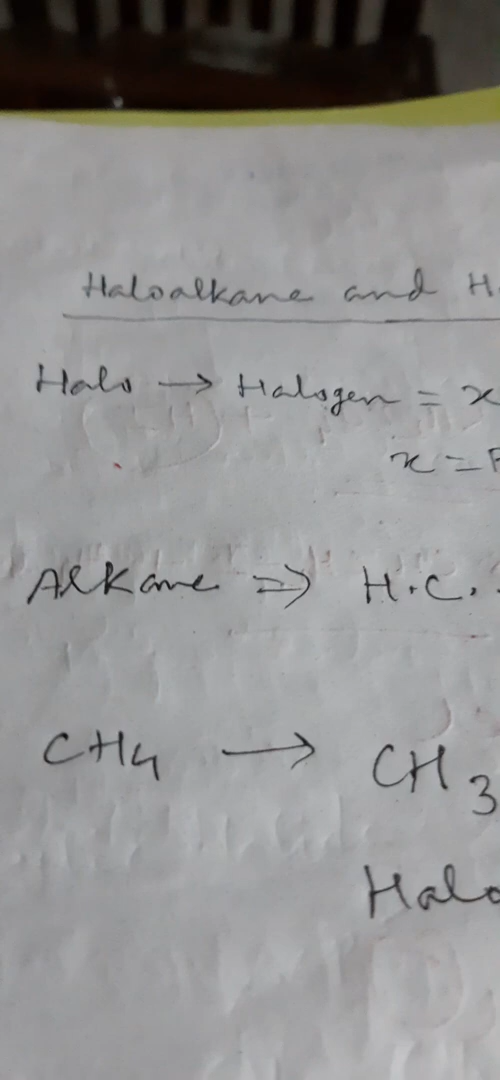 Haloalkane and H
Halo → Halogen = x
x = F
Alkane ⇒ H.C.
CH4 → CH3
Halo